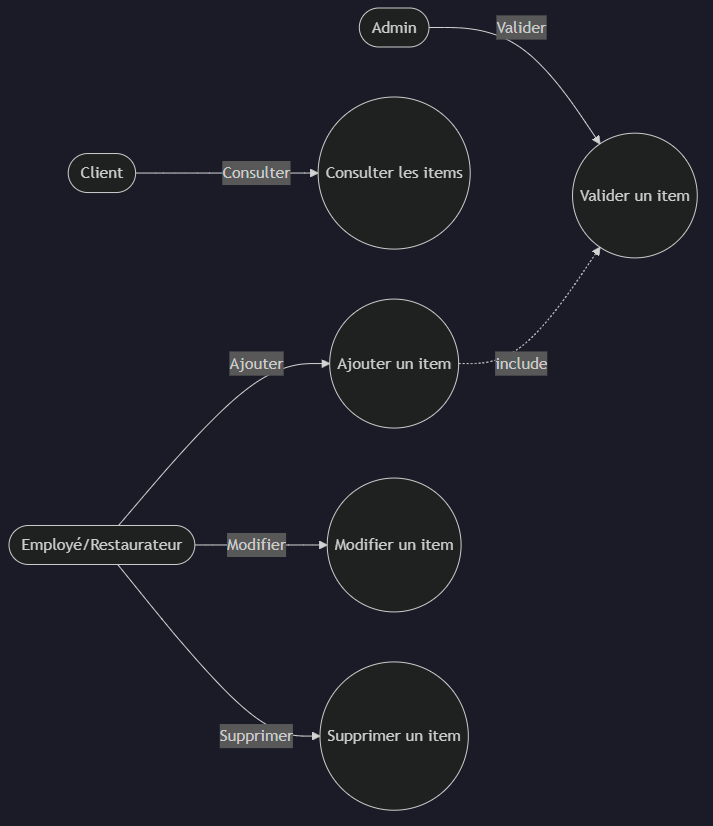 Admin
Valider
Client
Consulter
Consulter les items
Valider un item
Ajouter
Ajouter un item
include
Employé/Restaurateur
Modifier
Modifier un item
Supprimer
Supprimer un item